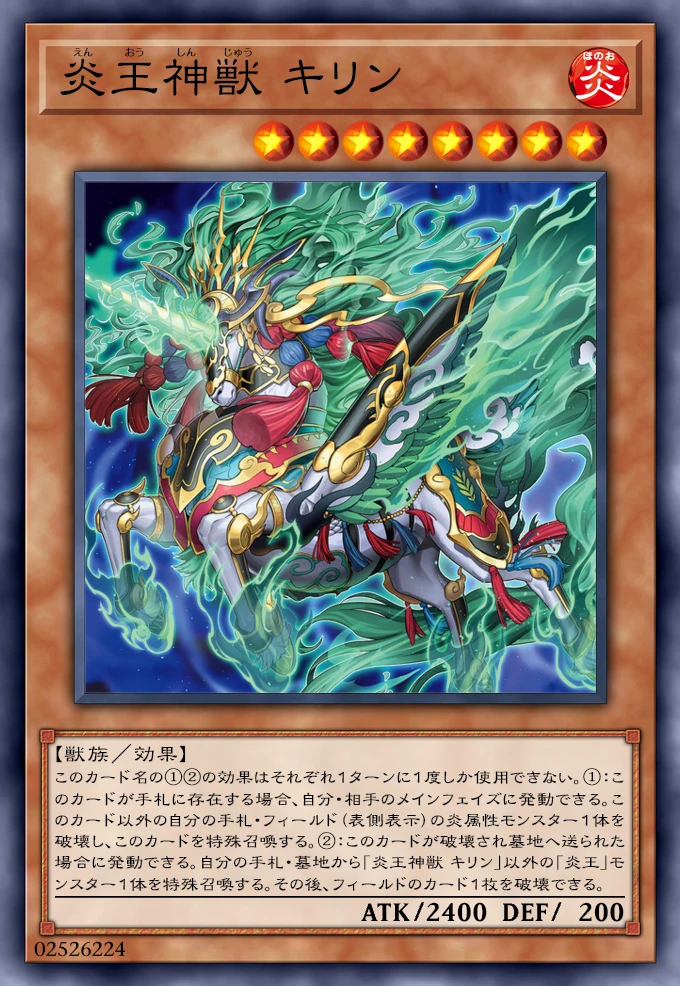 えん おう しん じゅう
炎王神獣 キリン
ほのお
炎
【獣族／効果】
このカード名の①②の効果はそれぞれ1ターンに1度しか使用できない。①：こ
のカードが手札に存在する場合、自分・相手のメインフェイズに発動できる。こ
のカード以外の自分の手札・フィールド(表側表示)の炎属性モンスター1体を
破壊し、このカードを特殊召喚する。②：このカードが破壊され墓地へ送られた
場合に発動できる。自分の手札・墓地から「炎王神獣 キリン」以外の「炎王」モ
ンスター1体を特殊召喚する。その後、フィールドのカード1枚を破壊できる。
ATK/2400 DEF/ 200
02526224